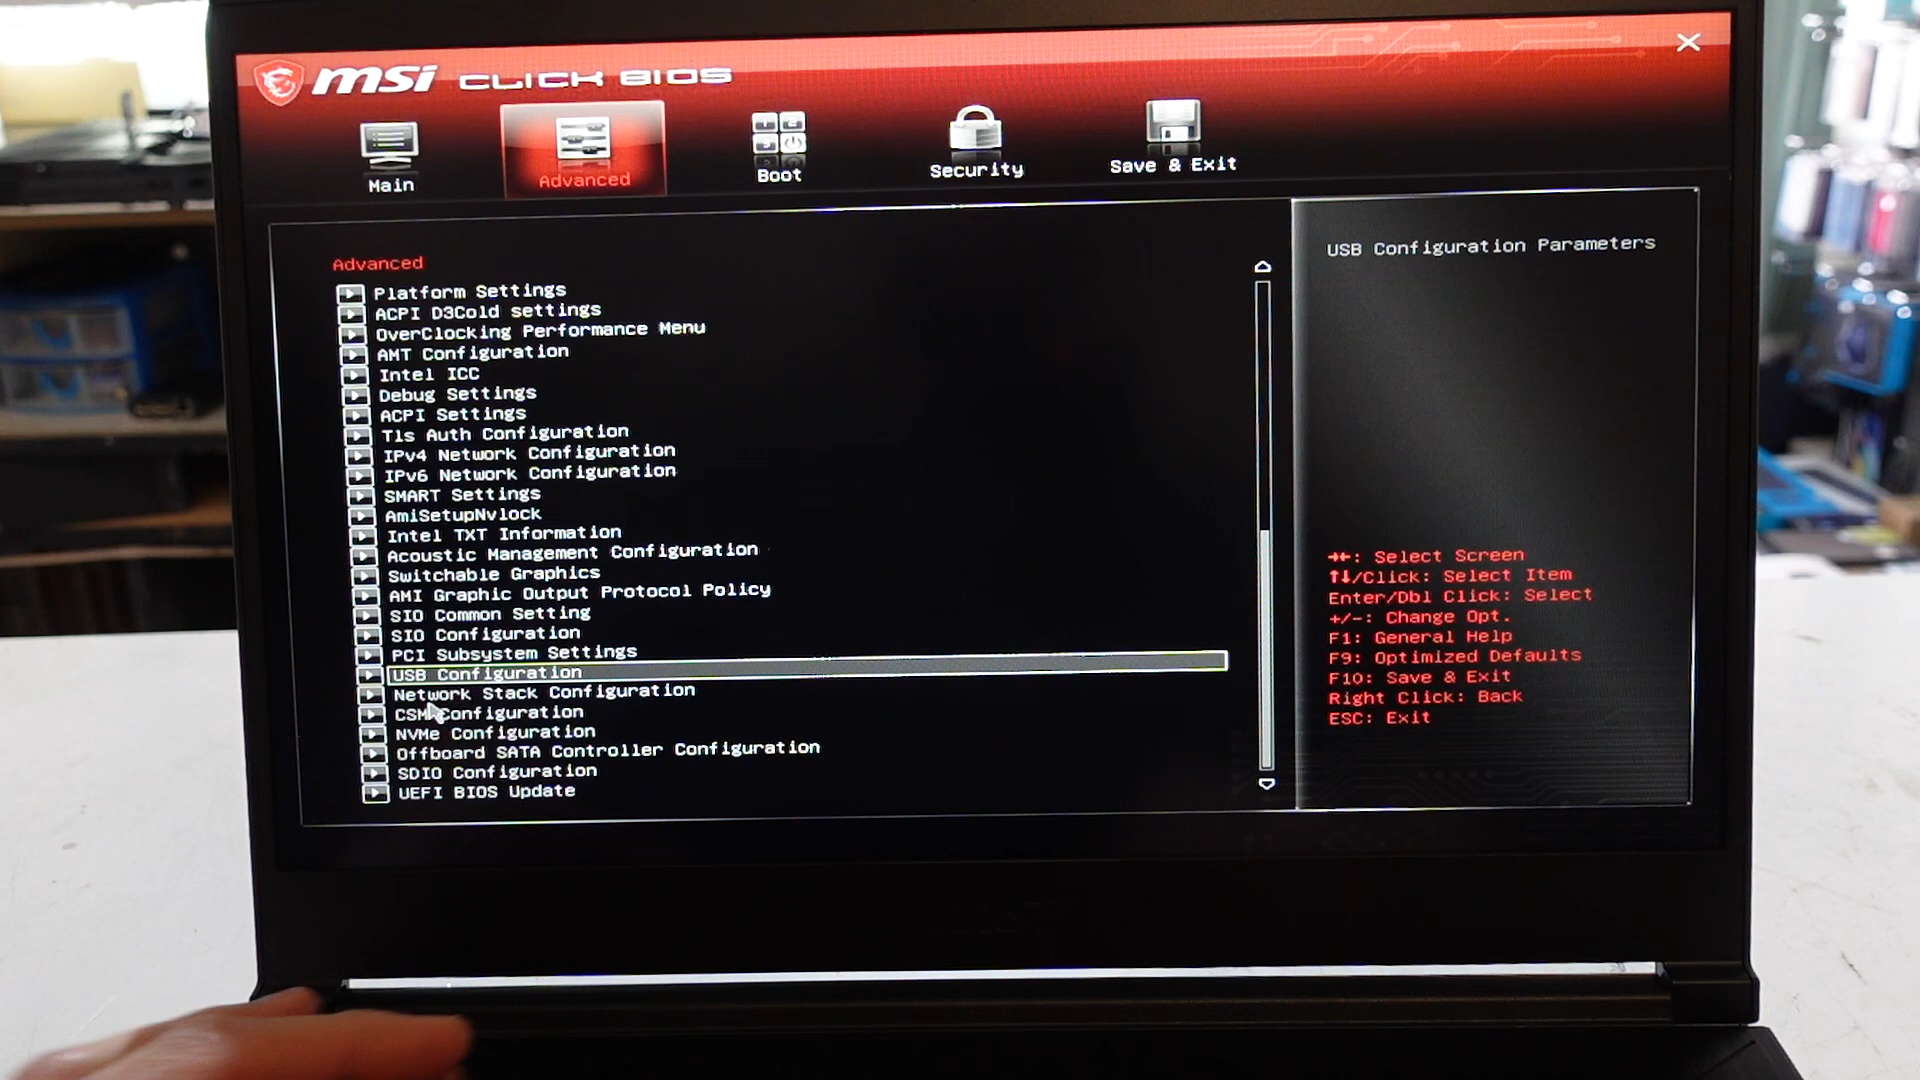 msi CLICK BIOS
Main
Advanced
Boot
Security
Save & Exit
Advanced
Platform Settings
ACPI D3Cold settings
OverClocking Performance Menu
AMT Configuration
Intel ICC
Debug Settings
ACPI Settings
Tls Auth Configuration
IPv4 Network Configuration
IPv6 Network Configuration
SMART Settings
AmiSetupNvlock
Intel TXT Information
Acoustic Management Configuration
Switchable Graphics
AMI Graphic Output Protocol Policy
SIO Common Setting
SIO Configuration
PCI Subsystem Settings
USB Configuration
Network Stack Configuration
CSM Configuration
NVMe Configuration
Offboard SATA Controller Configuration
SDIO Configuration
UEFI BIOS Update
USB Configuration Parameters
→←: Select Screen
↑↓/Click: Select Item
Enter/Dbl Click: Select
+/-: Change Opt.
F1: General Help
F9: Optimized Defaults
F10: Save & Exit
Right Click: Back
ESC: Exit